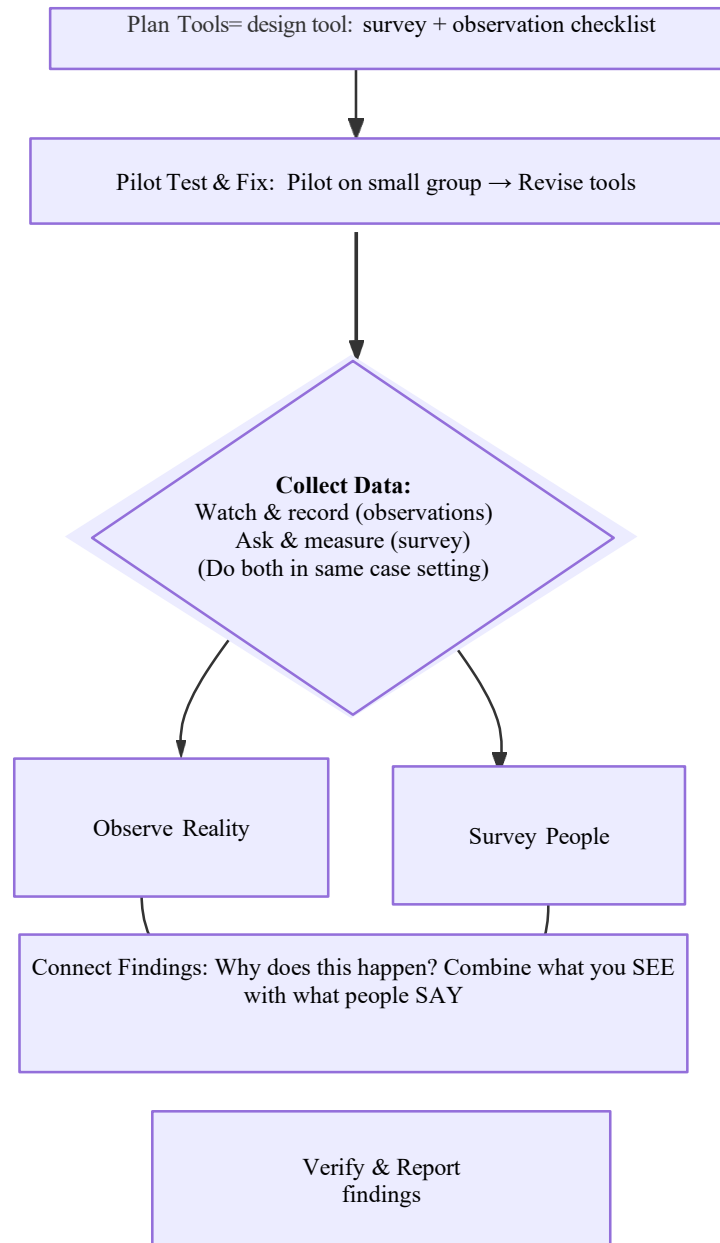 Plan Tools= design tool: survey + observation checklist
Pilot Test & Fix: Pilot on small group → Revise tools
Collect Data:
Watch & record (observations)
Ask & measure (survey)
(Do both in same case setting)
Observe Reality
Survey People
Connect Findings: Why does this happen? Combine what you SEE
with what people SAY
Verify & Report
findings